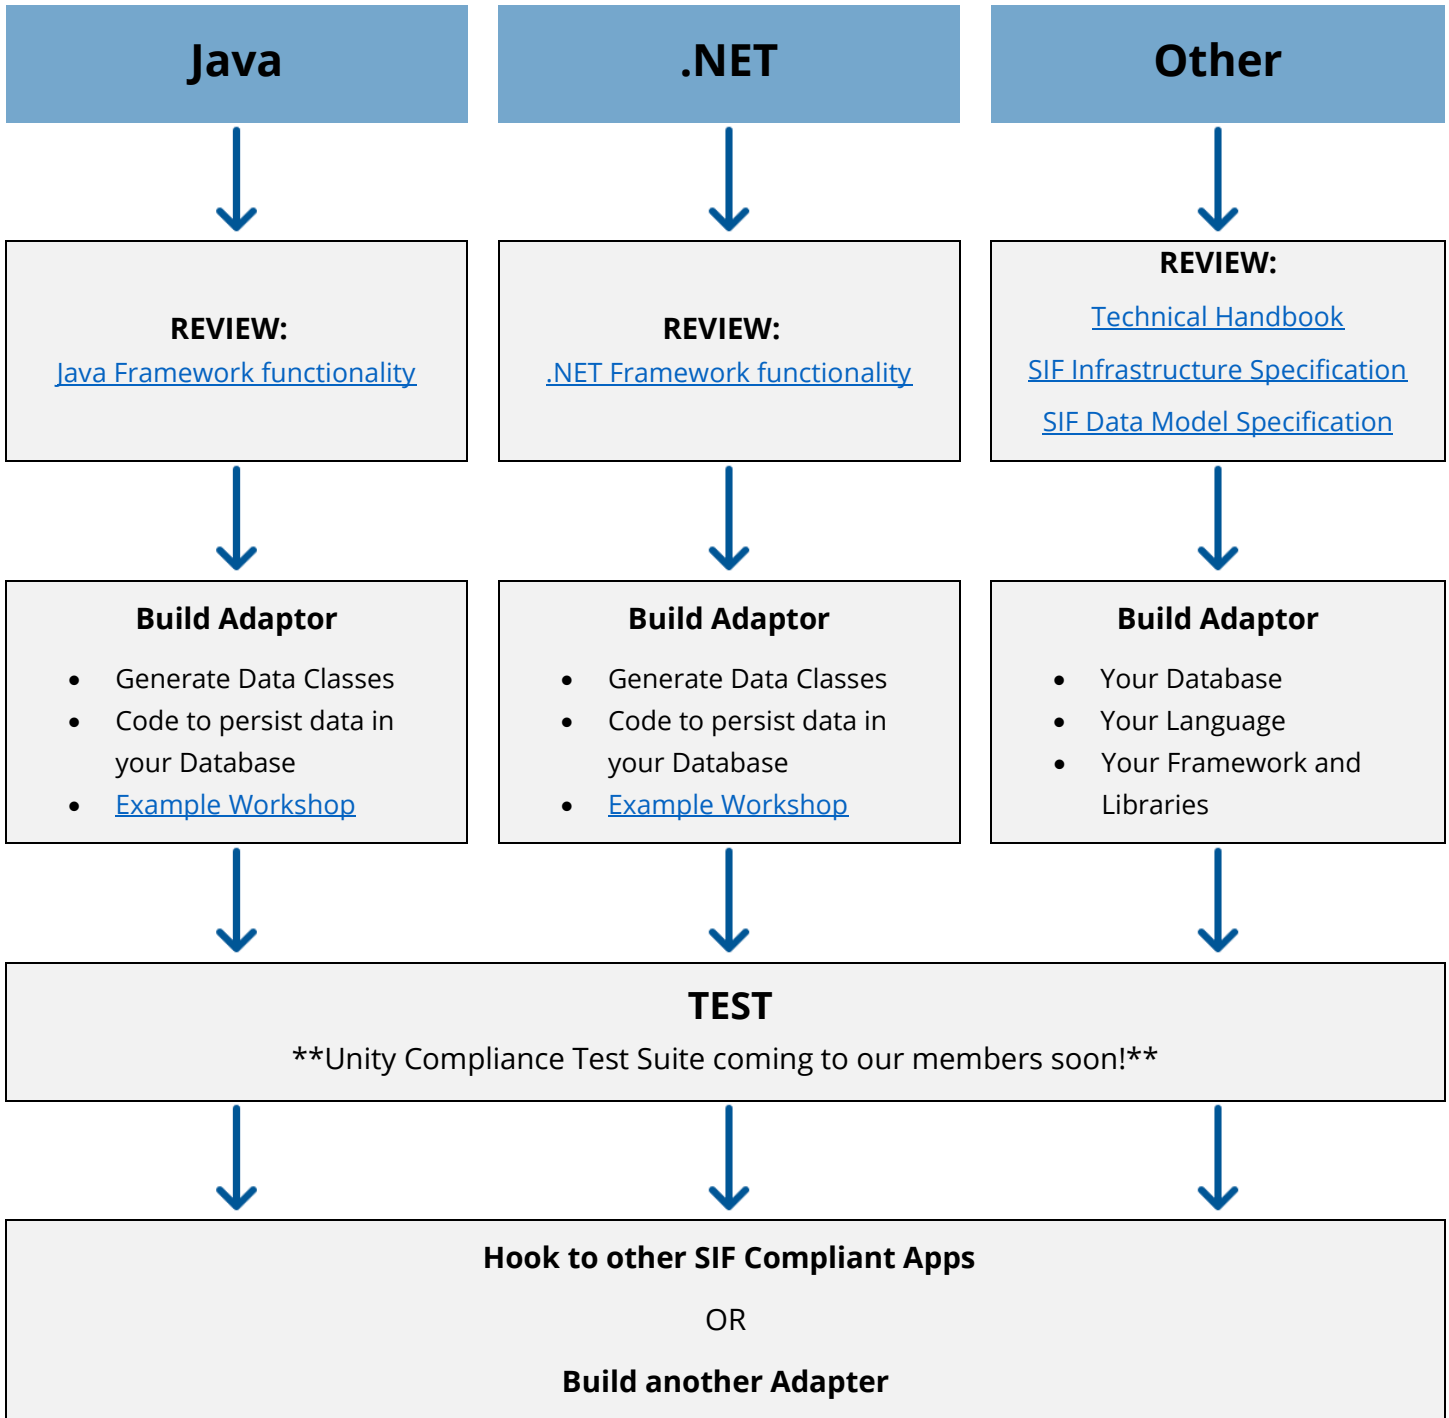 Java
.NET
Other
REVIEW:
Java Framework functionality
REVIEW:
.NET Framework functionality
REVIEW:
Technical Handbook
SIF Infrastructure Specification
SIF Data Model Specification
Build Adaptor
• Generate Data Classes
• Code to persist data in
your Database
• Example Workshop
Build Adaptor
• Generate Data Classes
• Code to persist data in
your Database
• Example Workshop
Build Adaptor
• Your Database
• Your Language
• Your Framework and
Libraries
TEST
**Unity Compliance Test Suite coming to our members soon!**
Hook to other SIF Compliant Apps
OR
Build another Adapter